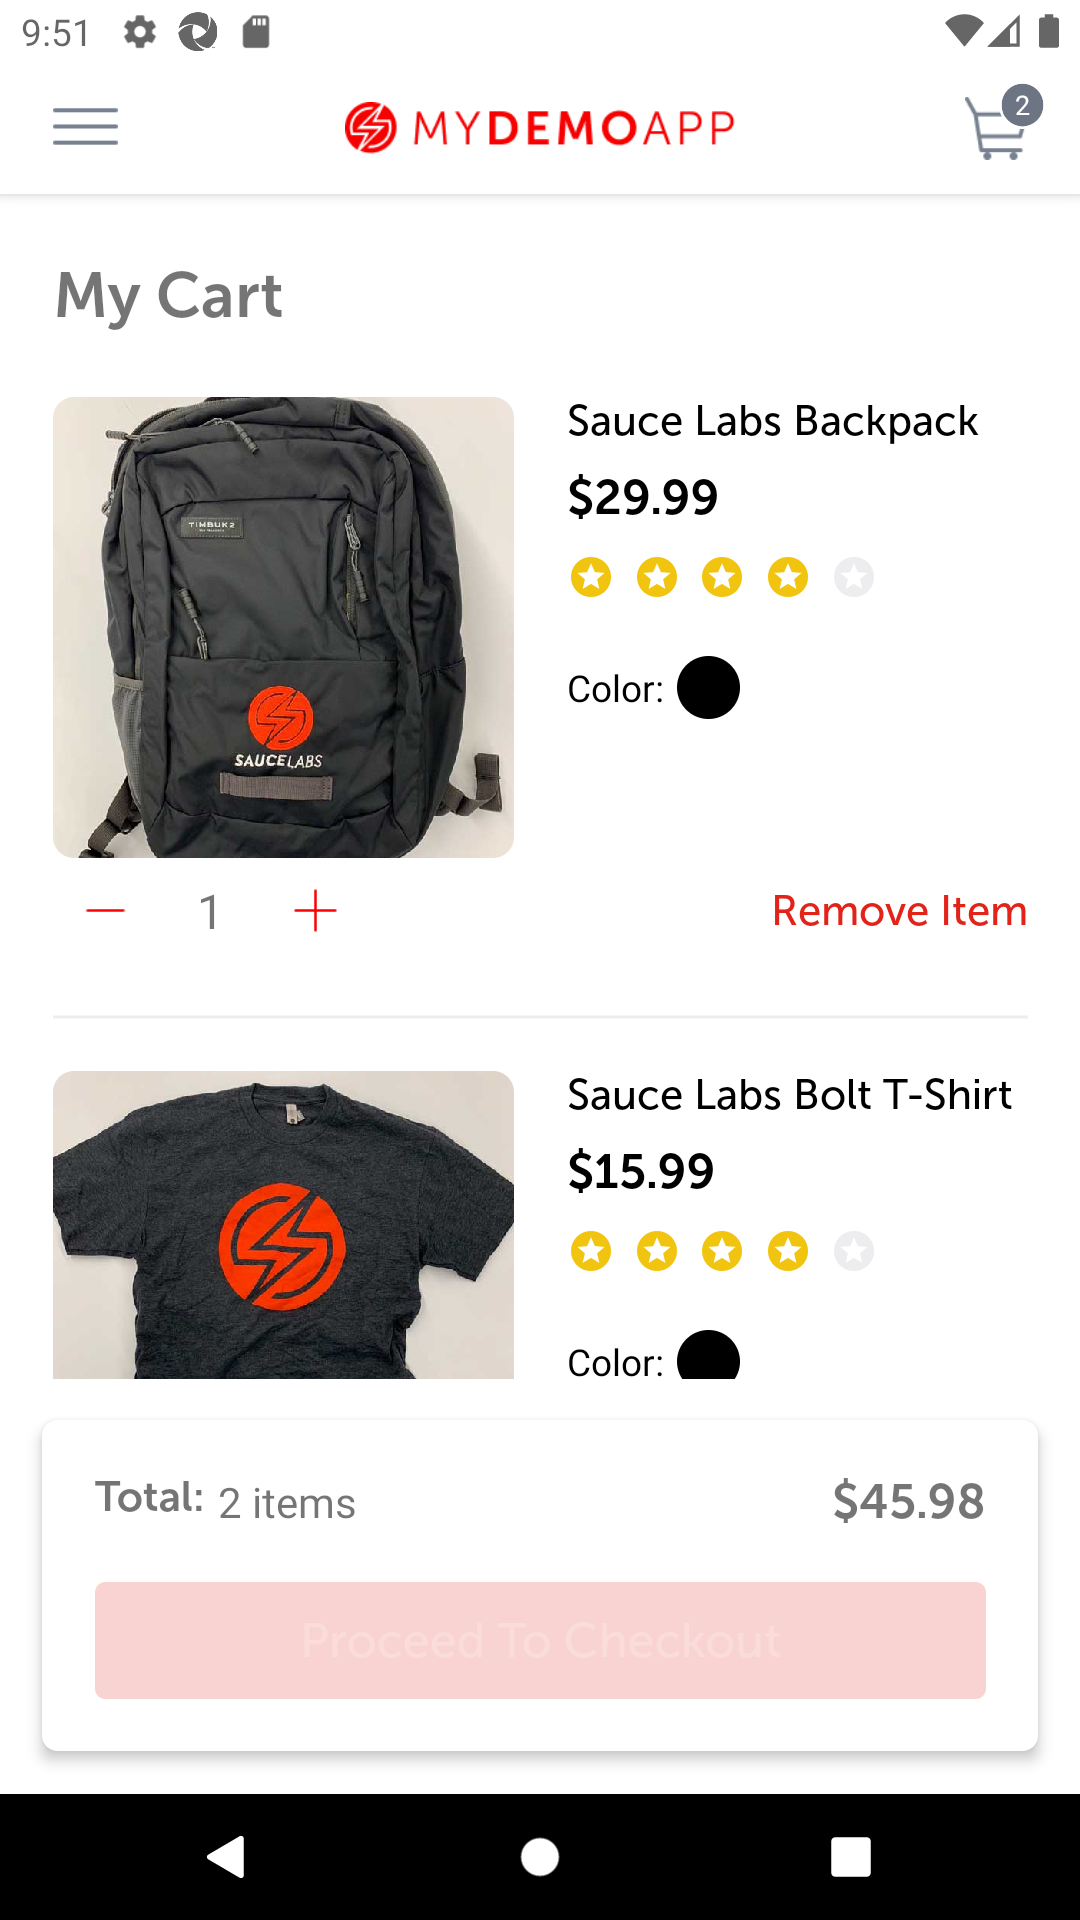 9:51
MYDEMOAPP
2
My Cart
Sauce Labs Backpack
$29.99
TIMBUK2
Color:
SAUCELABS
1
Remove Item
Sauce Labs Bolt T-Shirt
$15.99
Color:
Total: 2 items
$45.98
Proceed To Checkout